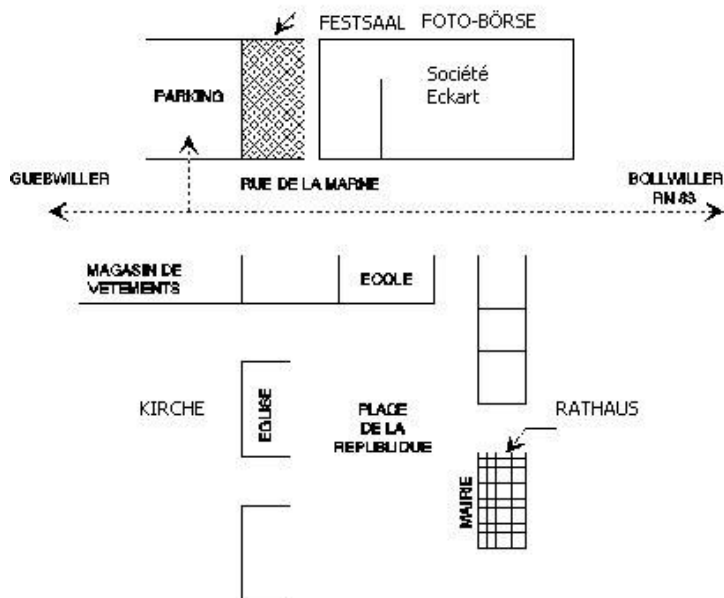 FESTSAAL FOTO-BÖRSE
Société
Eckart
PARKING
GUEBWILLER
RUE DE LA MARNE
BOLLWILLER
RN 83
MAGASIN DE
VETEMENTS
ECOLE
KIRCHE
EGLISE
PLACE
DE LA
REPUBLIQUE
RATHAUS
MAIRIE